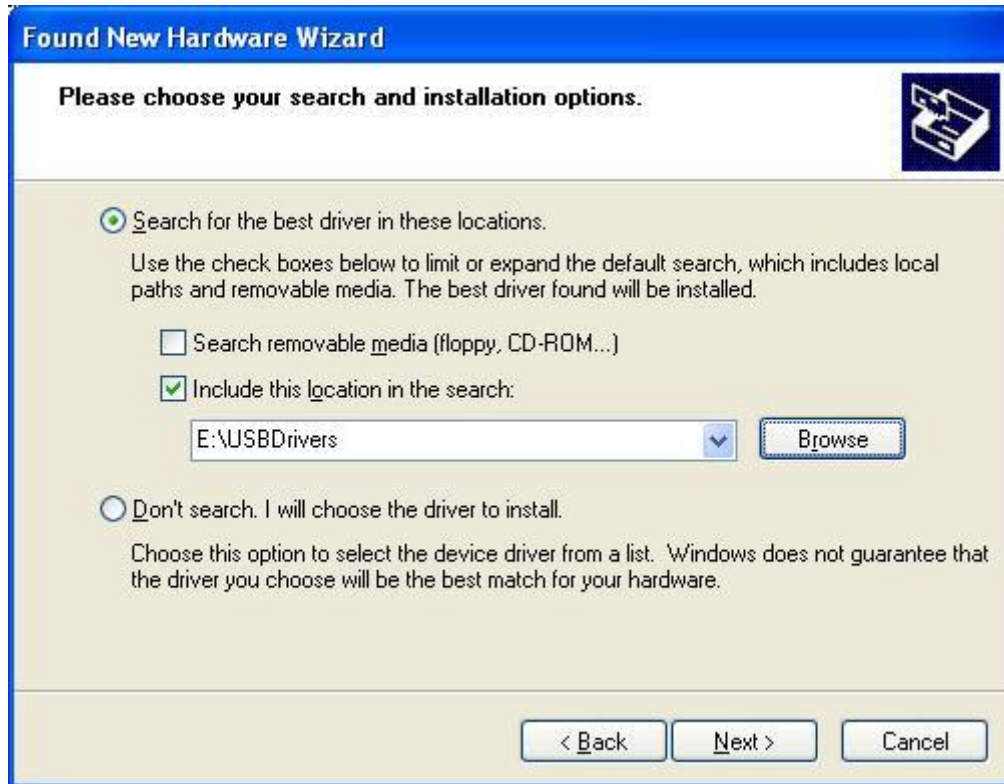 Found New Hardware Wizard
Please choose your search and installation options.
Search for the best driver in these locations.
Use the check boxes below to limit or expand the default search, which includes local
paths and removable media. The best driver found will be installed.
Search removable media (floppy, CD-ROM...)
Include this location in the search:
E:\USBDrivers
Browse
Don't search. I will choose the driver to install.
Choose this option to select the device driver from a list. Windows does not guarantee that
the driver you choose will be the best match for your hardware.
< Back
Next >
Cancel